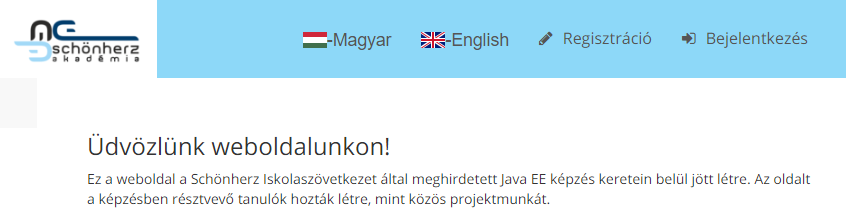 schönherz
akadémia
-Magyar -English Regisztráció Bejelentkezés
Üdvözlünk weboldalunkon!
Ez a weboldal a Schönherz Iskolaszövetkezet által meghirdetett Java EE képzés keretein belül jött létre. Az oldalt
a képzésben résztvevő tanulók hozták létre, mint közös projektmunkát.